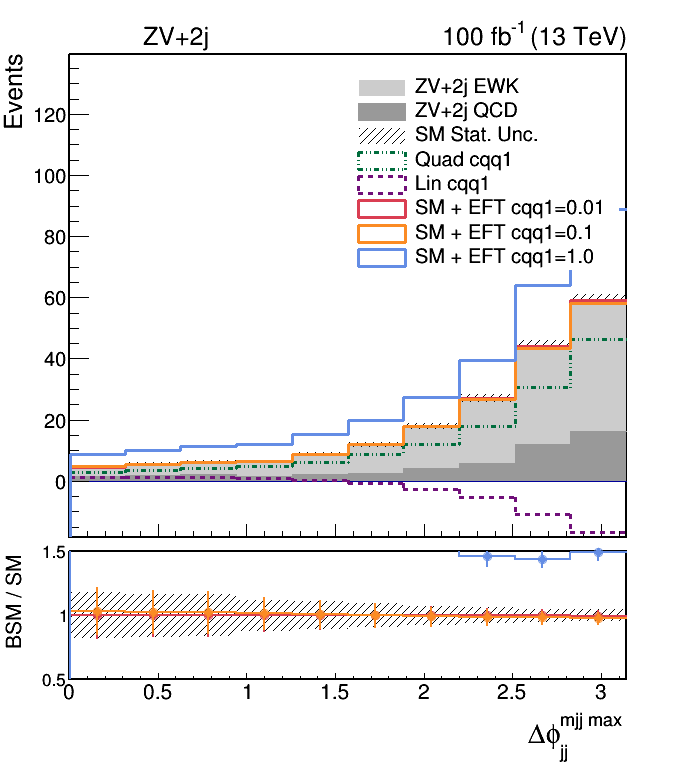 ZV+2j 100 fb-1 (13 TeV)
Events
ZV+2j EWK
ZV+2j QCD
SM Stat. Unc.
Quad cqq1
Lin cqq1
SM + EFT cqq1=0.01
SM + EFT cqq1=0.1
SM + EFT cqq1=1.0
120
100
80
60
40
20
0
BSM / SM
1.5
1
0.5
0 0.5 1 1.5 2 2.5 3
Δϕjj mjj max